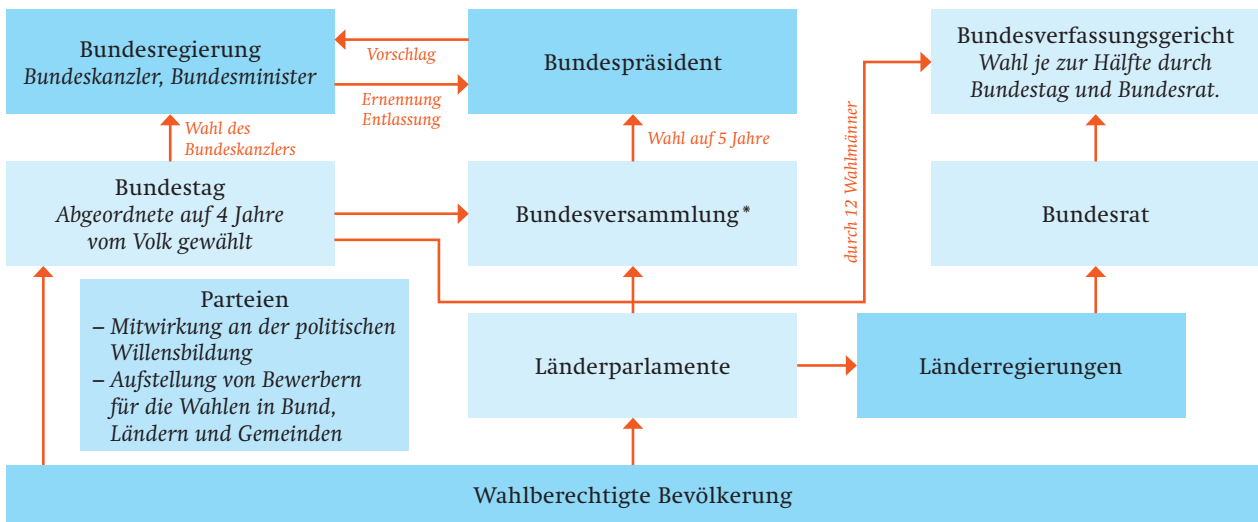 Bundesregierung
Bundeskanzler, Bundesminister
Vorschlag
Ernennung
Entlassung
Bundespräsident
Bundesverfassungsgericht
Wahl je zur Hälfte durch
Bundestag und Bundesrat.
Wahl des
Bundeskanzlers
Wahl auf 5 Jahre
durch 12 Wahlmänner
Bundestag
Abgeordnete auf 4 Jahre
vom Volk gewählt
Bundesversammlung*
Bundesrat
Parteien
– Mitwirkung an der politischen
Willensbildung
– Aufstellung von Bewerbern
für die Wahlen in Bund,
Ländern und Gemeinden
Länderparlamente
Länderregierungen
Wahlberechtigte Bevölkerung